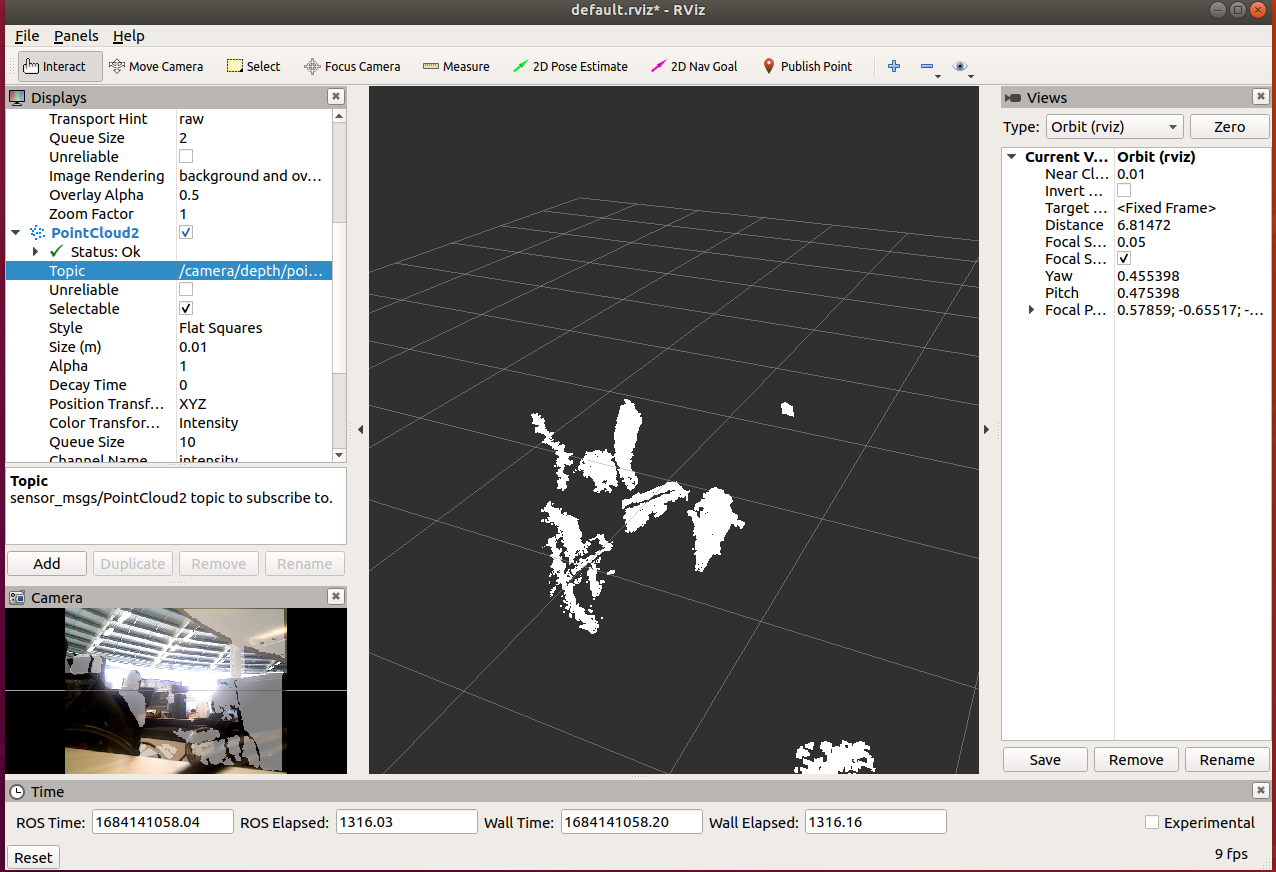 default.rviz* - RViz
File Panels Help
Interact Move Camera Select Focus Camera Measure 2D Pose Estimate 2D Nav Goal Publish Point
Displays
Transport Hint raw
Queue Size 2
Unreliable
Image Rendering background and ov...
Overlay Alpha 0.5
Zoom Factor 1
PointCloud2
Status: Ok
Topic /camera/depth/poi...
Unreliable
Selectable
Style Flat Squares
Size (m) 0.01
Alpha 1
Decay Time 0
Position Transf... XYZ
Color Transfor... Intensity
Queue Size 10
Channel Name intensity
Topic
sensor_msgs/PointCloud2 topic to subscribe to.
Add Duplicate Remove Rename
Camera
Views
Type: Orbit (rviz) Zero
Current V... Orbit (rviz)
Near Cl... 0.01
Invert ...
Target ... <Fixed Frame>
Distance 6.81472
Focal S... 0.05
Focal S...
Yaw 0.455398
Pitch 0.475398
Focal P... 0.57859; -0.65517; -...
Save Remove Rename
Time
ROS Time: 1684141058.04 ROS Elapsed: 1316.03 Wall Time: 1684141058.20 Wall Elapsed: 1316.16 Experimental
Reset 9 fps